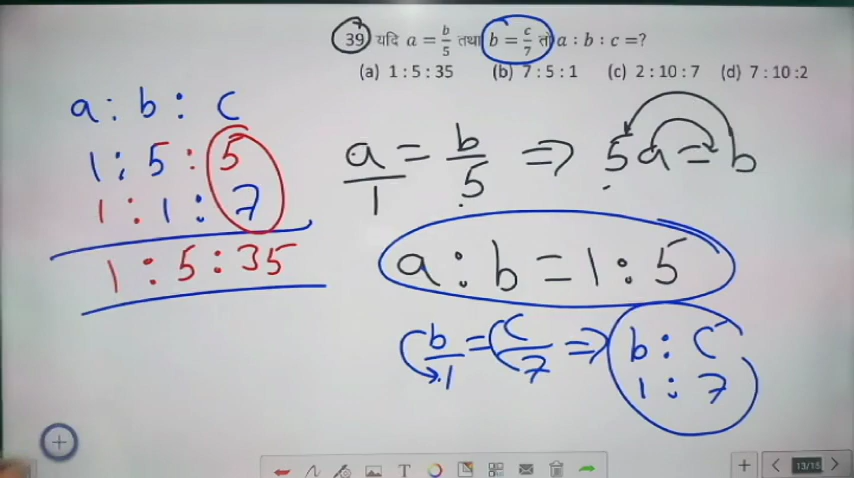 39 यदि a = b/5 तथा b = c/7 तो a : b : c =?
(a) 1 : 5 : 35 (b) 7 : 5 : 1 (c) 2 : 10 : 7 (d) 7 : 10 :2
a : b : c
1 : 5 : 5
1 : 1 : 7
1 : 5 : 35
a/1 = b/5 ⇒ 5a = b
a : b = 1 : 5
b/1 = c/7 ⇒ b : c
1 : 7
T
13/15